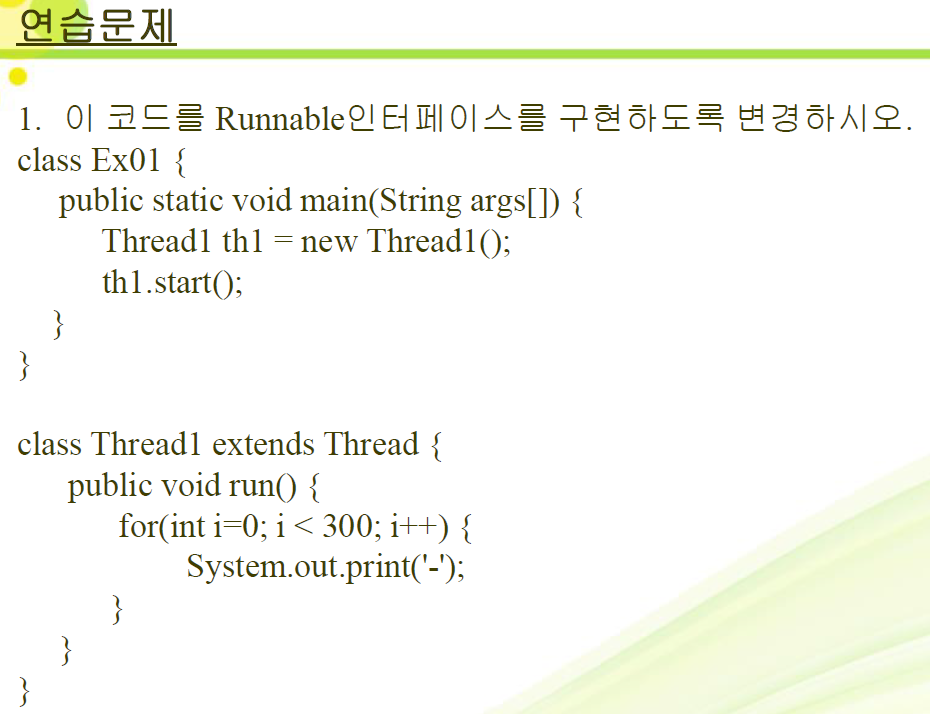 연습문제
1. 이 코드를 Runnable인터페이스를 구현하도록 변경하시오.
class Ex01 {
public static void main(String args[]) {
Thread1 th1 = new Thread1();
th1.start();
}
}
class Thread1 extends Thread {
public void run() {
for(int i=0; i < 300; i++) {
System.out.print('-');
}
}
}